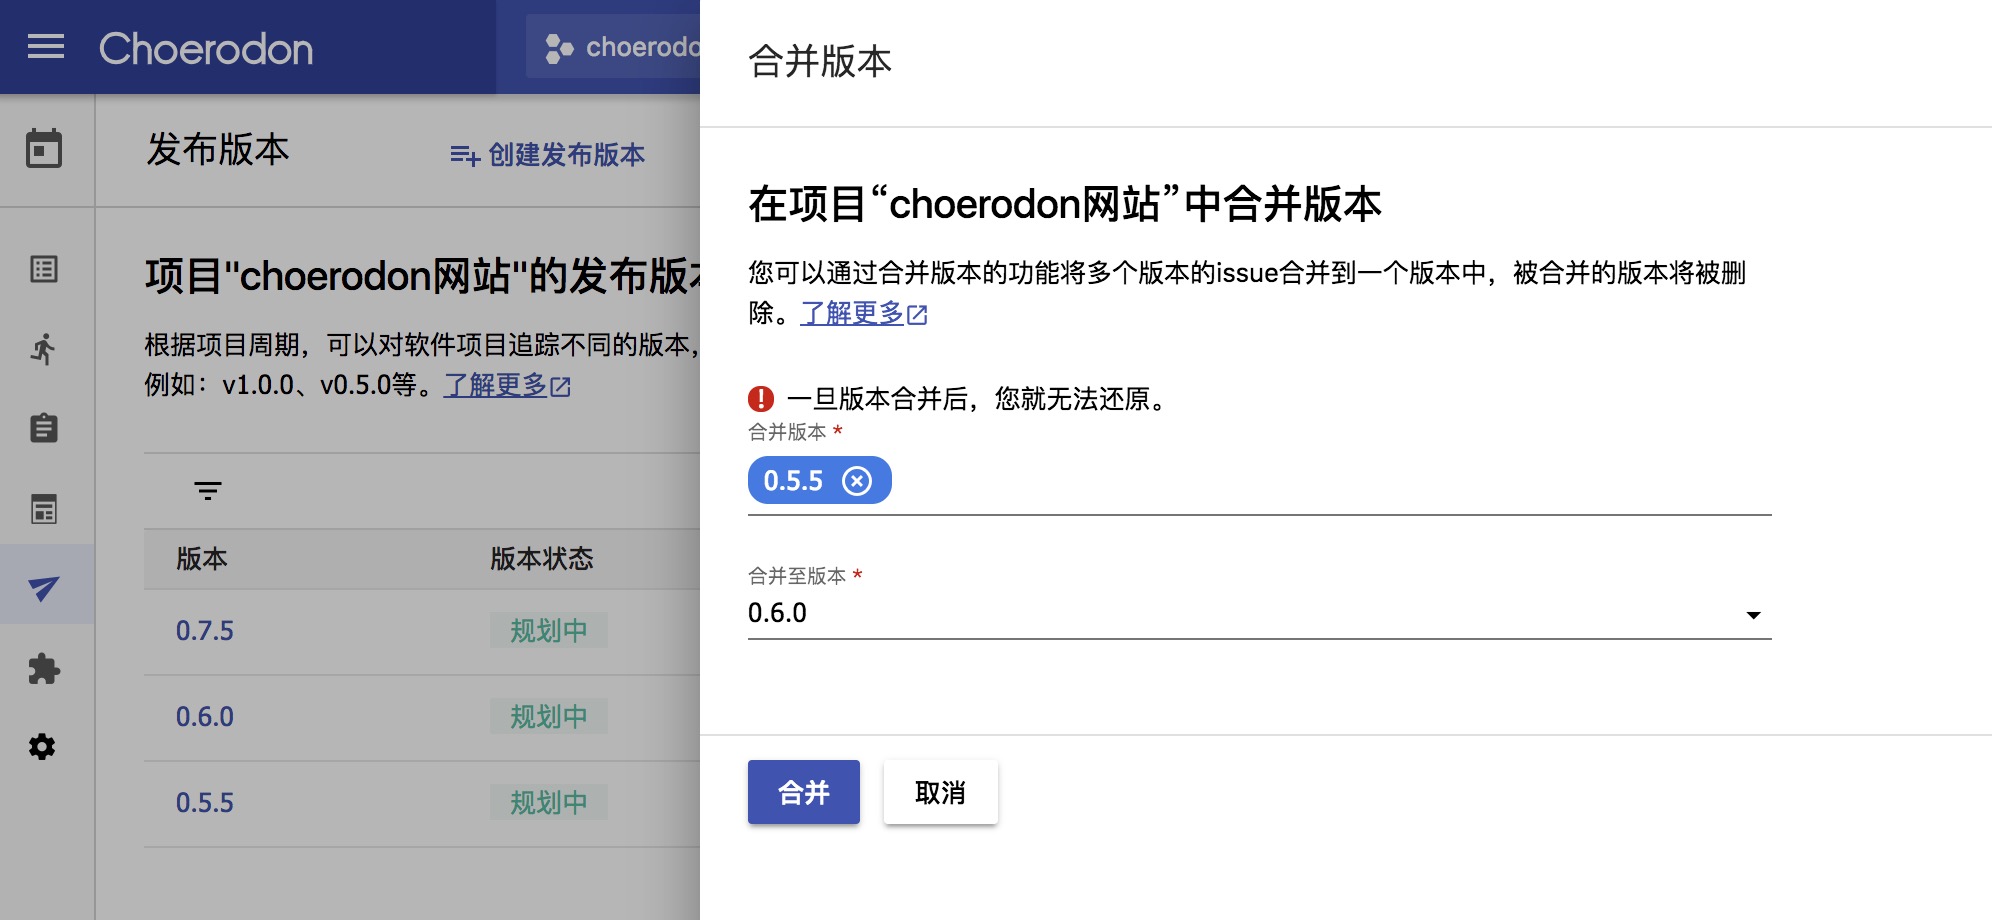 Choerodon
choerodo
发布版本
创建发布版本
项目"choerodon网站"的发布版
根据项目周期，可以对软件项目追踪不同的版本，
例如：v1.0.0、v0.5.0等。了解更多
版本 版本状态
0.7.5 规划中
0.6.0 规划中
0.5.5 规划中
合并版本
在项目“choerodon网站”中合并版本
您可以通过合并版本的功能将多个版本的issue合并到一个版本中，被合并的版本将被删
除。了解更多
一旦版本合并后，您就无法还原。
合并版本 *
0.5.5
合并至版本 *
0.6.0
合并 取消